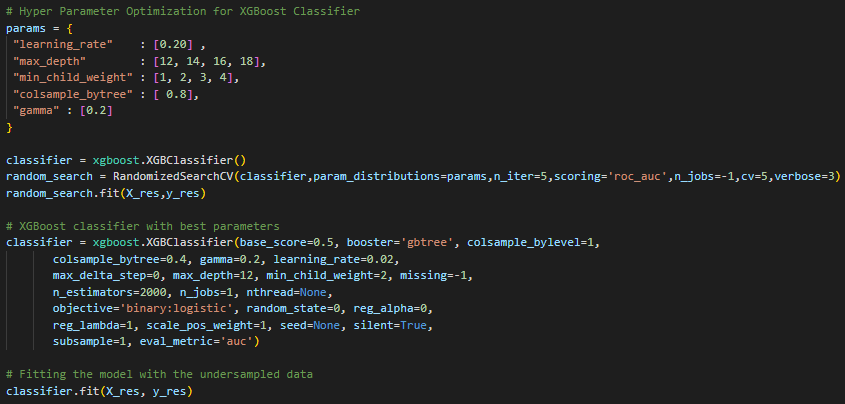 # Hyper Parameter Optimization for XGBoost Classifier
params = {
 "learning_rate"    : [0.20] ,
 "max_depth"        : [12, 14, 16, 18],
 "min_child_weight" : [1, 2, 3, 4],
 "colsample_bytree" : [ 0.8],
 "gamma" : [0.2]
}
classifier = xgboost.XGBClassifier()
random_search = RandomizedSearchCV(classifier,param_distributions=params,n_iter=5,scoring='roc_auc',n_jobs=-1,cv=5,verbose=3)
random_search.fit(X_res,y_res)
# XGBoost classifier with best parameters
classifier = xgboost.XGBClassifier(base_score=0.5, booster='gbtree', colsample_bylevel=1,
       colsample_bytree=0.4, gamma=0.2, learning_rate=0.02,
       max_delta_step=0, max_depth=12, min_child_weight=2, missing=-1,
       n_estimators=2000, n_jobs=1, nthread=None,
       objective='binary:logistic', random_state=0, reg_alpha=0,
       reg_lambda=1, scale_pos_weight=1, seed=None, silent=True,
       subsample=1, eval_metric='auc')
# Fitting the model with the undersampled data
classifier.fit(X_res, y_res)